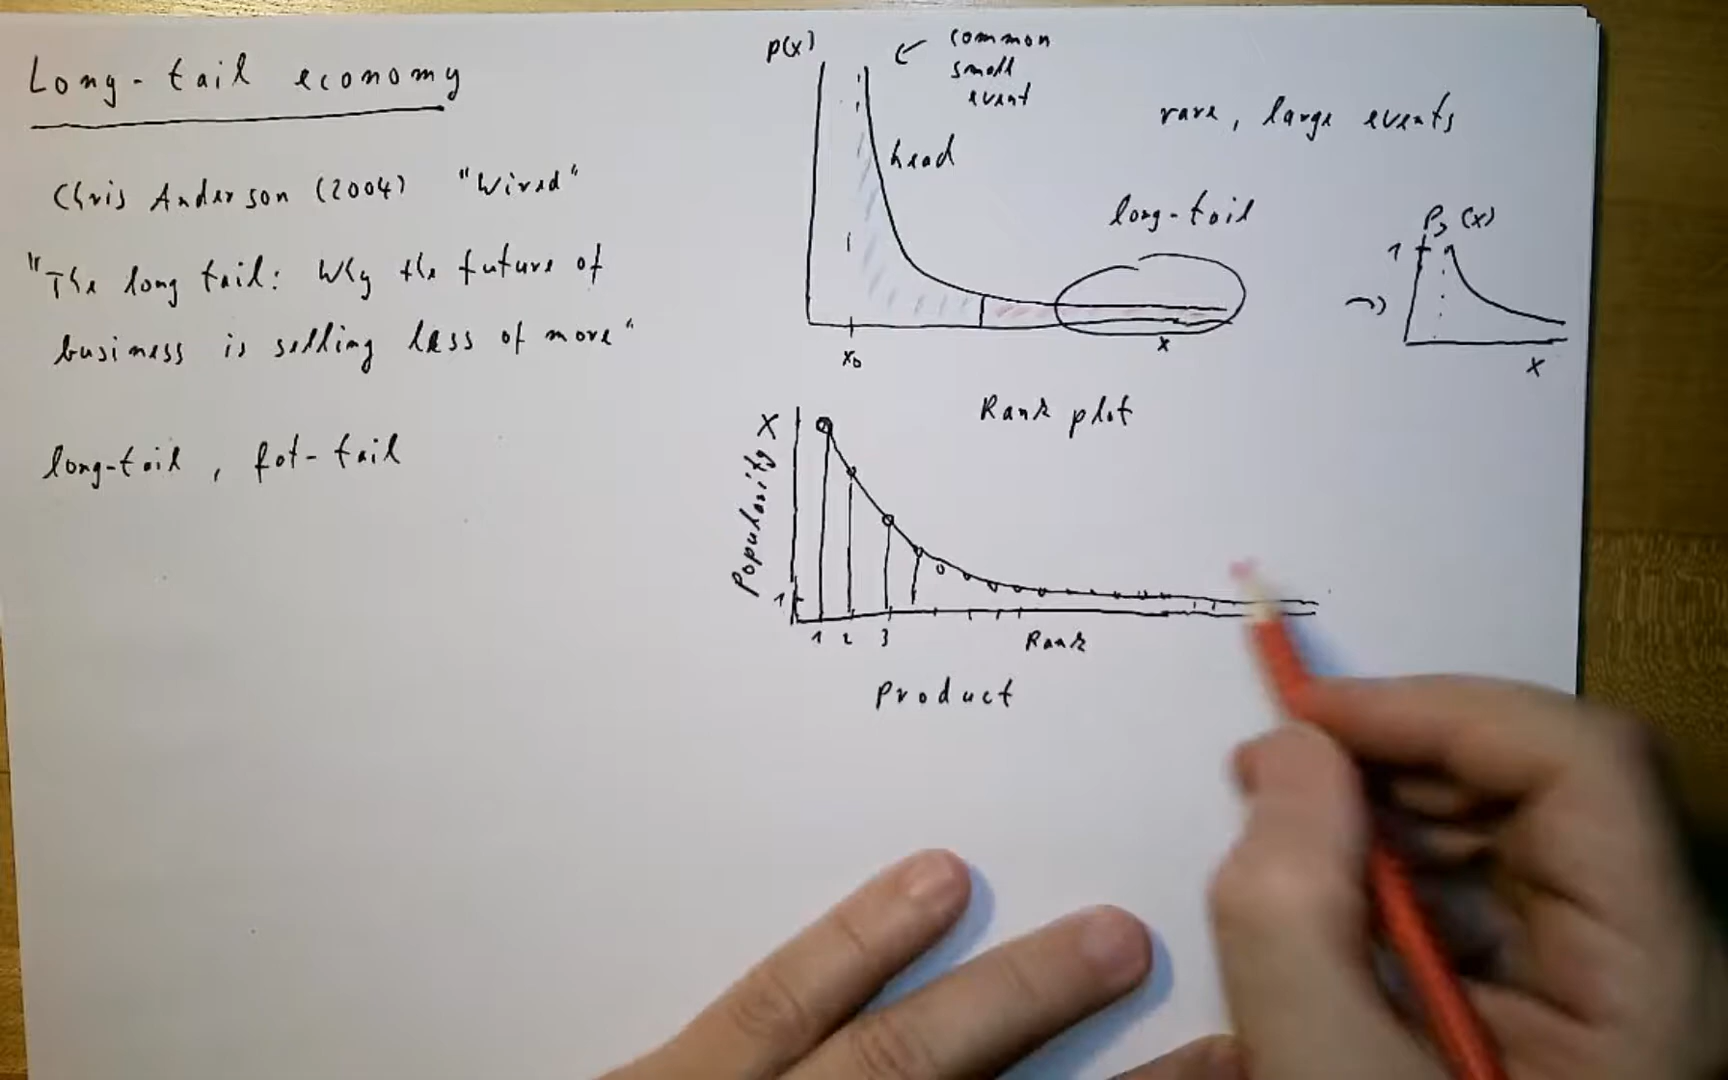 Long-tail economy
Chris Anderson (2004) "Wired"
"The long tail: Why the future of
business is selling less of more"
long-tail, fat-tail
p(x)
common
small
event
rare, large events
head
long-tail
x₀
x
P>(x)
1
x
Rank plot
X
Popularity
1
1 2 3
Rank
Product